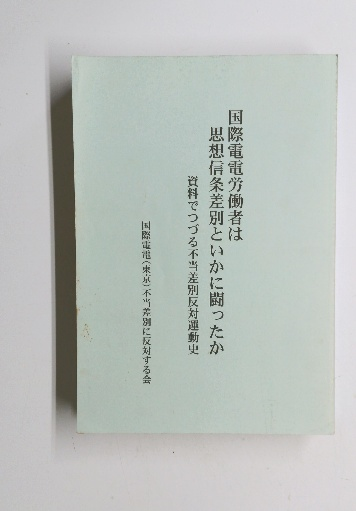 国際電電労働者は
思想信条差別といかに闘ったか
資料でつづる不当差別反対運動史
国際電電(東京)不当差別に反対する会